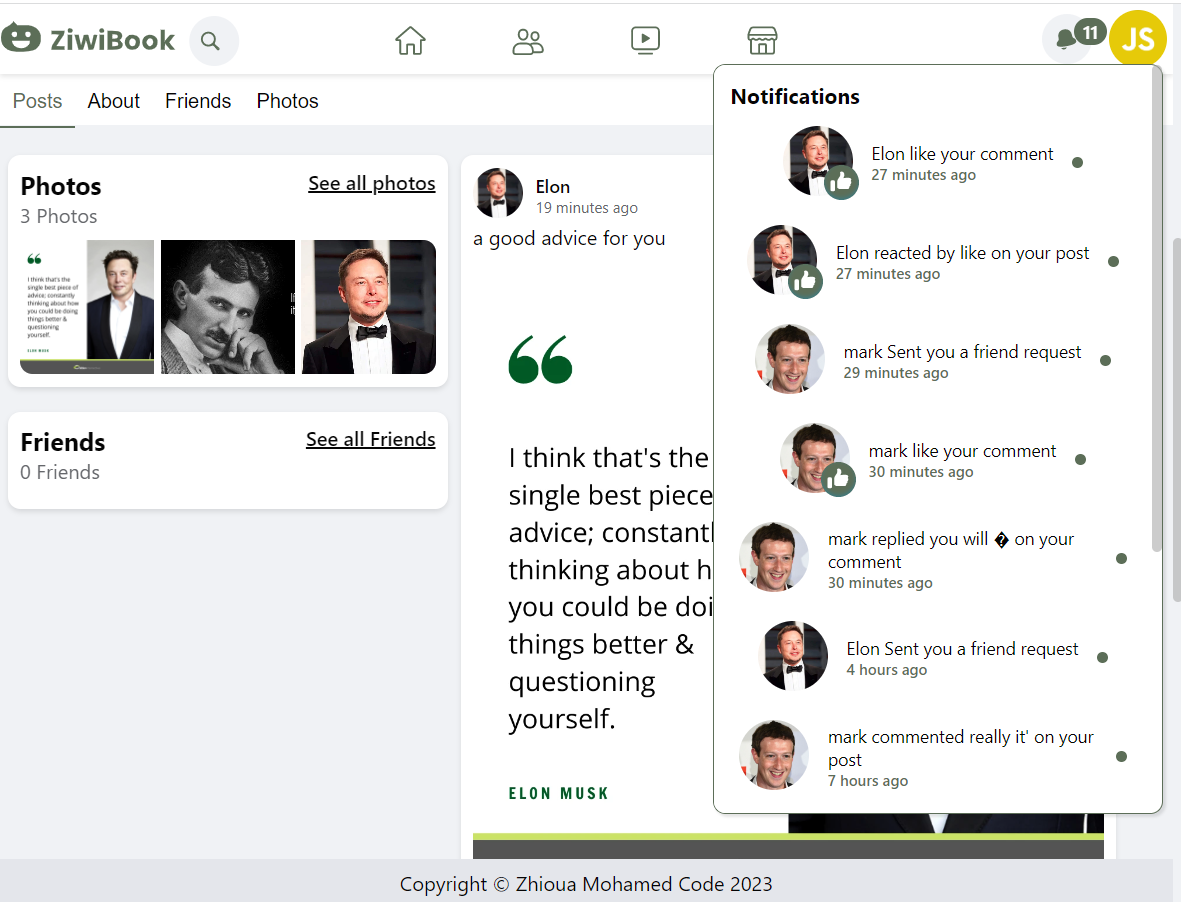 ZiwiBook
11
JS
Posts About Friends Photos
Photos
See all photos
3 Photos
I think that's the
single best piece of
advice: constantly
thinking about how
you could be doing
things better &
questioning
yourself.
ELON MUSK
Friends
See all Friends
0 Friends
Elon
19 minutes ago
a good advice for you
“
I think that's the
single best piece
advice; constantl
thinking about h
you could be doi
things better &
questioning
yourself.
ELON MUSK
Notifications
Elon like your comment
27 minutes ago
Elon reacted by like on your post
27 minutes ago
mark Sent you a friend request
29 minutes ago
mark like your comment
30 minutes ago
mark replied you will � on your
comment
30 minutes ago
Elon Sent you a friend request
4 hours ago
mark commented really it' on your
post
7 hours ago
Copyright © Zhioua Mohamed Code 2023